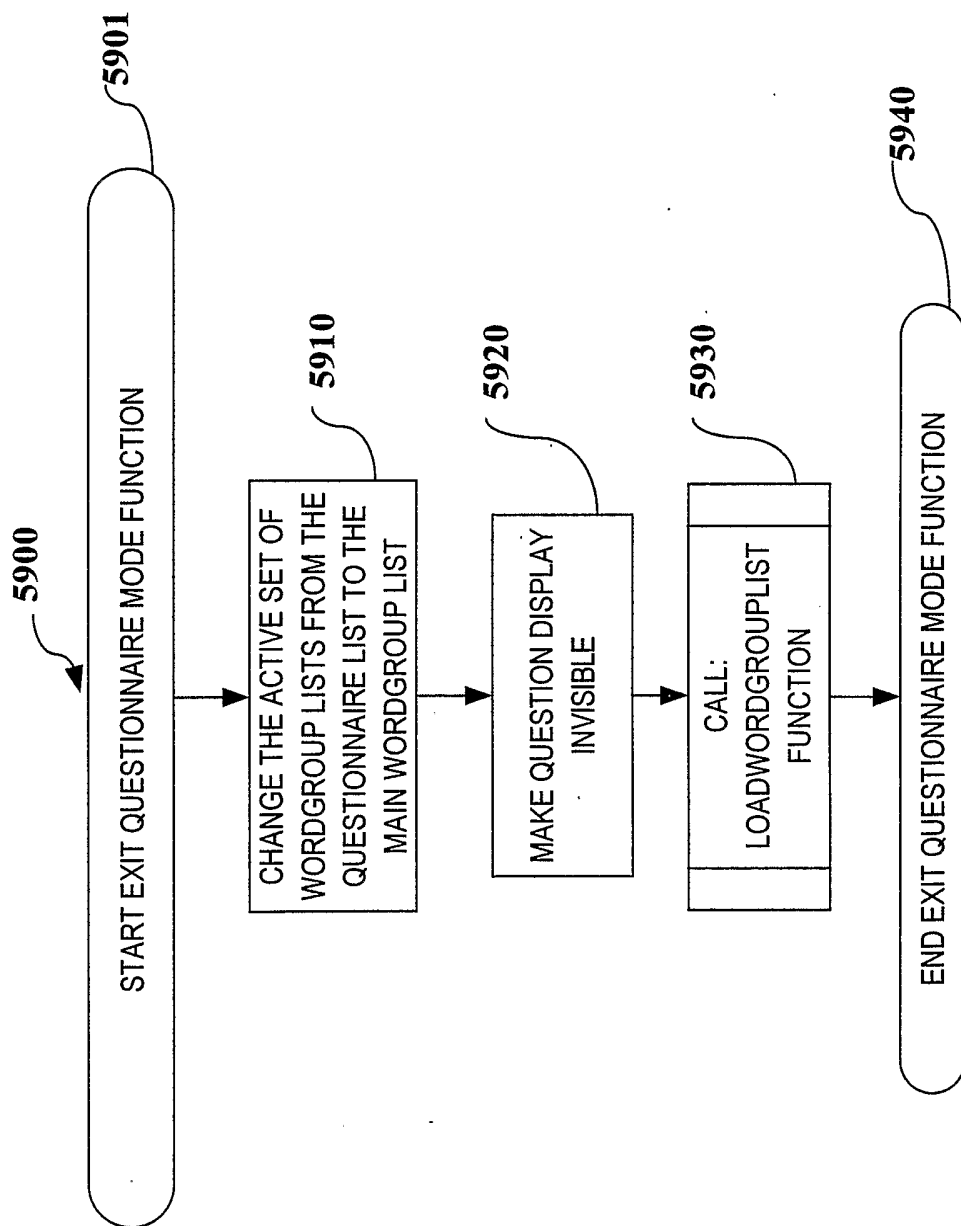 5900
START EXIT QUESTIONNAIRE MODE FUNCTION
5901
CHANGE THE ACTIVE SET OF
WORDGROUP LISTS FROM THE
QUESTIONNAIRE LIST TO THE
MAIN WORDGROUP LIST
5910
MAKE QUESTION DISPLAY
INVISIBLE
5920
CALL:
LOADWORDGROUPLIST
FUNCTION
5930
END EXIT QUESTIONNAIRE MODE FUNCTION
5940